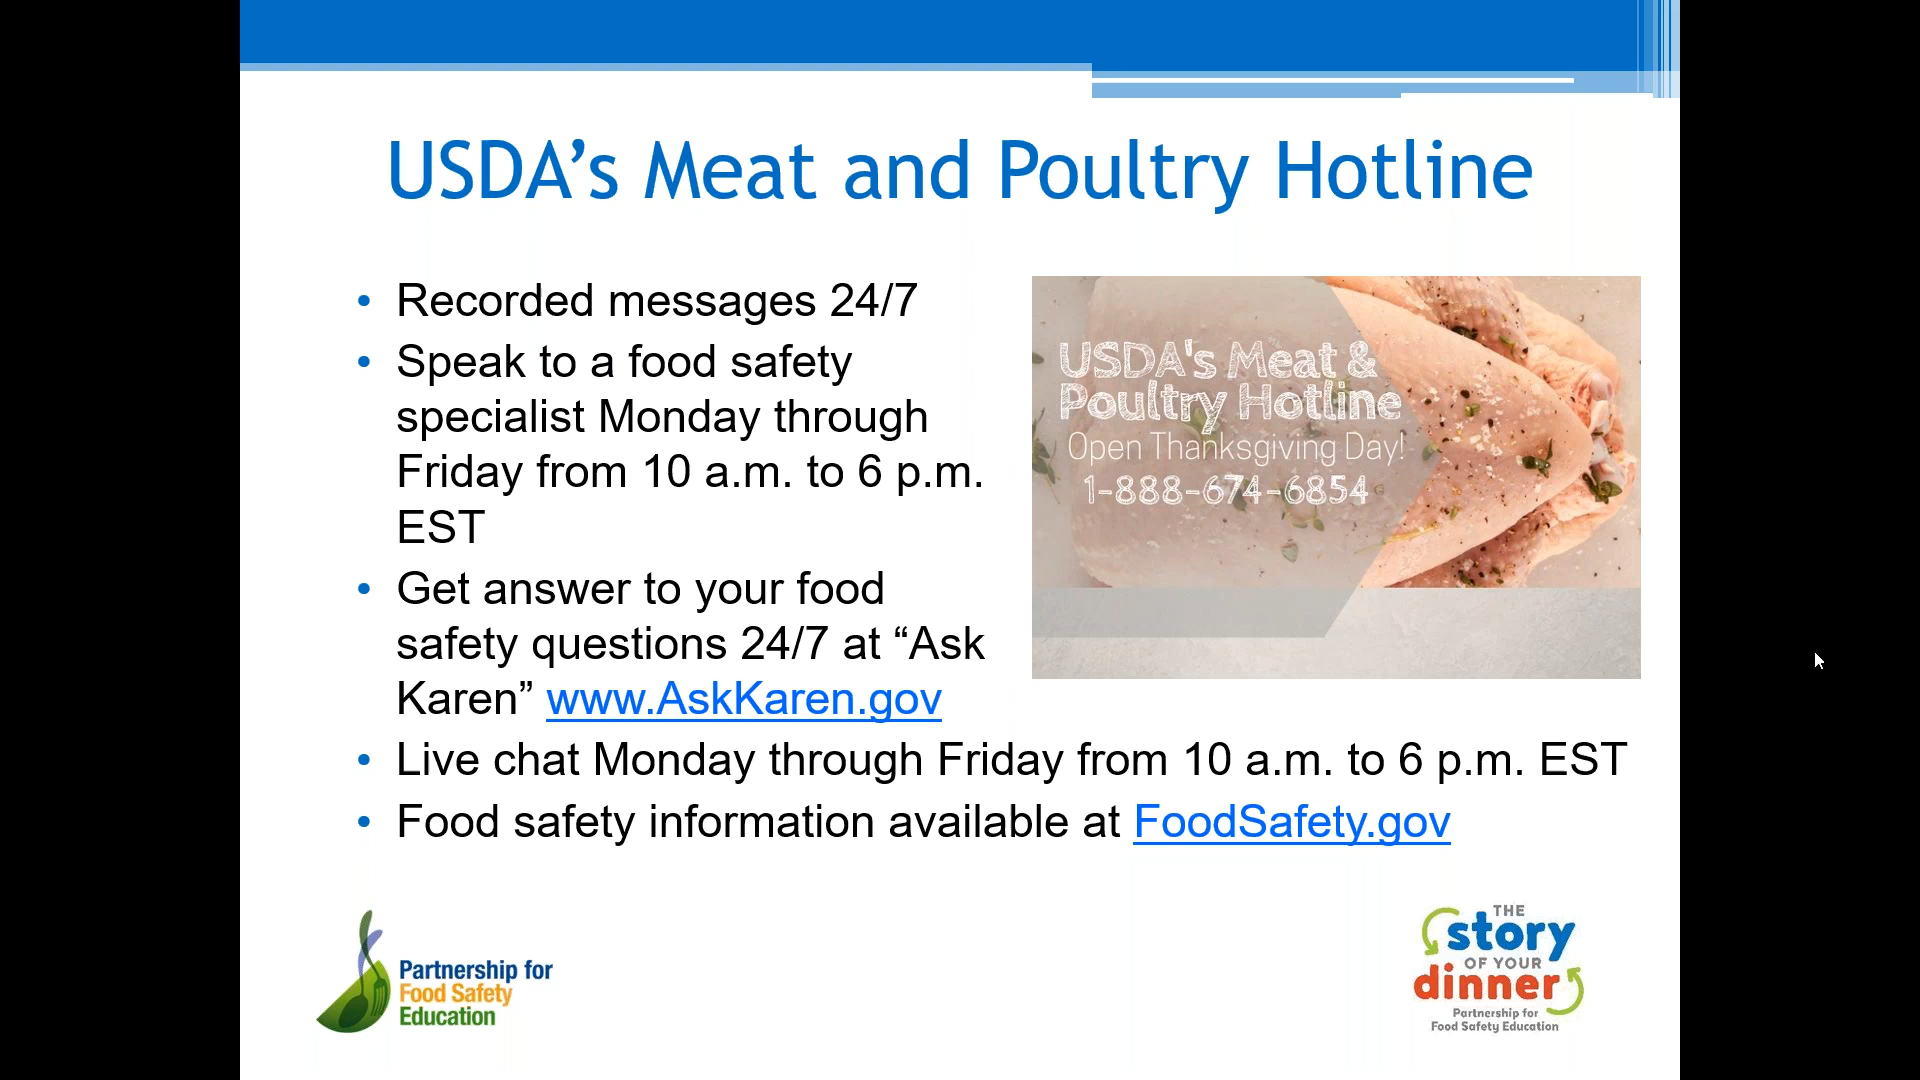 USDA’s Meat and Poultry Hotline
• Recorded messages 24/7
• Speak to a food safety
specialist Monday through
Friday from 10 a.m. to 6 p.m.
EST
• Get answer to your food
safety questions 24/7 at “Ask
Karen” www.AskKaren.gov
• Live chat Monday through Friday from 10 a.m. to 6 p.m. EST
• Food safety information available at FoodSafety.gov
USDA's Meat &
Poultry Hotline
Open Thanksgiving Day!
1-888-674-6854
Partnership for
Food Safety
Education
THE
story
OF YOUR
dinner
Partnership for
Food Safety Education